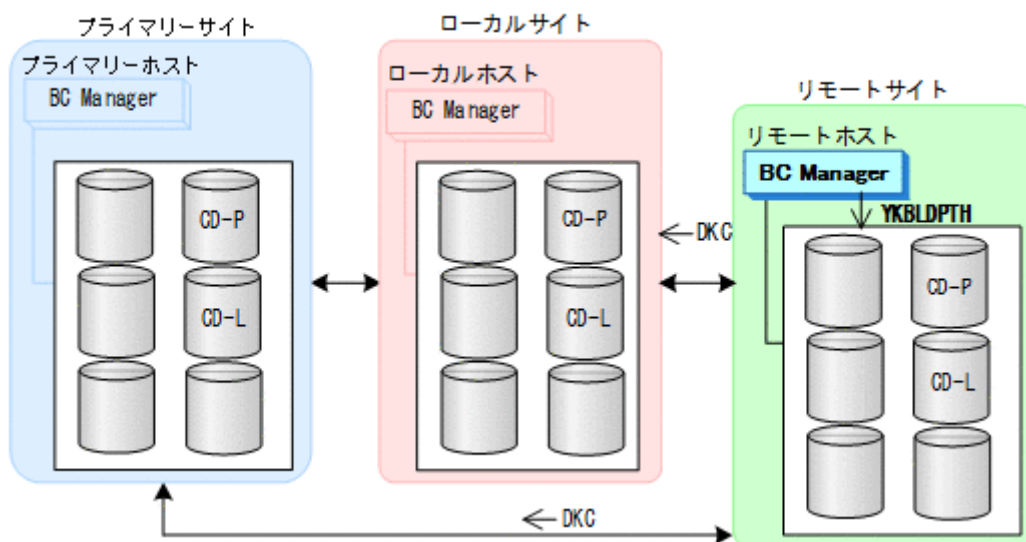 プライマリーサイト
プライマリーホスト
BC Manager
CD-P
CD-L
ローカルサイト
ローカルホスト
BC Manager
CD-P
CD-L
DKC
リモートサイト
リモートホスト
BC Manager
YKBLDPTH
CD-P
CD-L
DKC